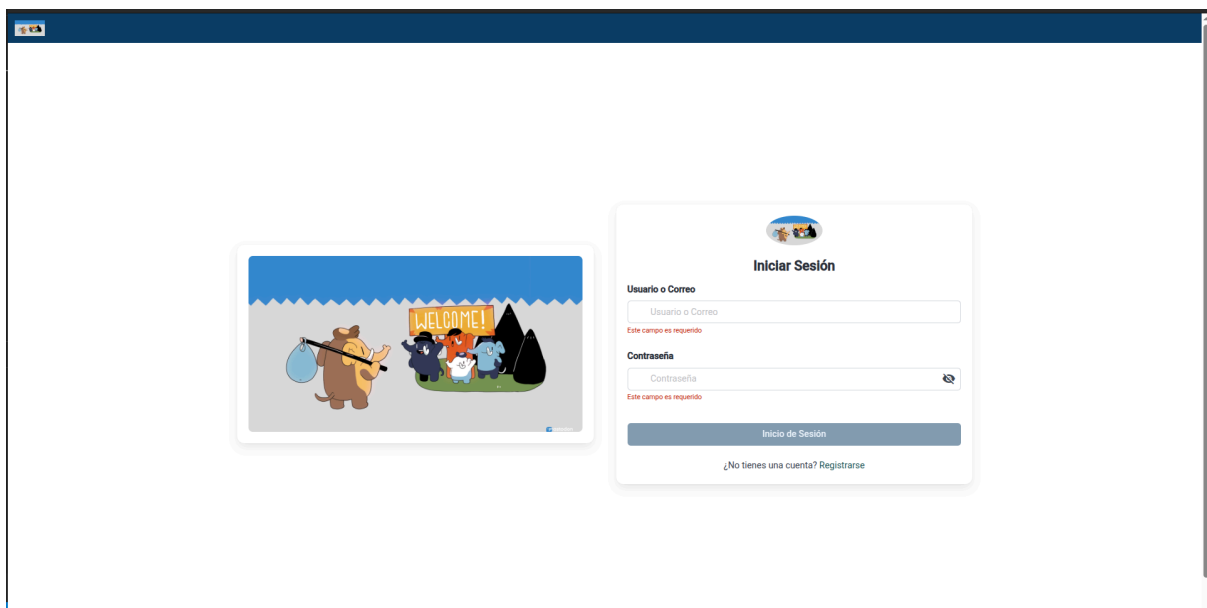 WELCOME!
Iniciar Sesión
Usuario o Correo
Usuario o Correo
Este campo es requerido
Contraseña
Contraseña
Este campo es requerido
Inicio de Sesión
¿No tienes una cuenta? Registrarse